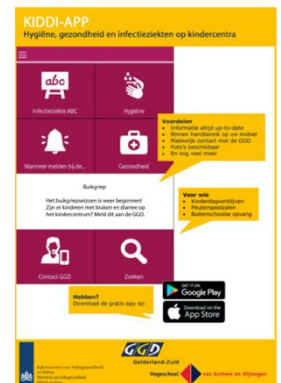 KIDDI-APP
Hygiëne, gezondheid en infectieziekten op kindercentra
abc
Infectieziekte ABC
Hygiëne
Voordelen
• Informatie altijd up-to-date
• Binnen handbereik op uw mobiel
• Makkelijk contact met de GGD
• Foto's beschikbaar
• En nog veel meer
Wanneer melden bij de...
Gezondheid
Buikgriep
Het buikgriepseizoen is weer begonnen!
Zijn er kinderen met braken en diarree op
het kindercentrum? Meld dit aan de GGD.
Voor wie
• Kinderdagverblijven
• Peuterspeelzalen
• Buitenschoolse opvang
Contact GGD
Zoeken
Hebben?
Download de gratis app op:
GET IT ON
Google Play
Download on the
App Store
GGD
Gelderland-Zuid
Rijksinstituut voor Volksgezondheid
en Milieu
Hogeschool van Arnhem en Nijmegen